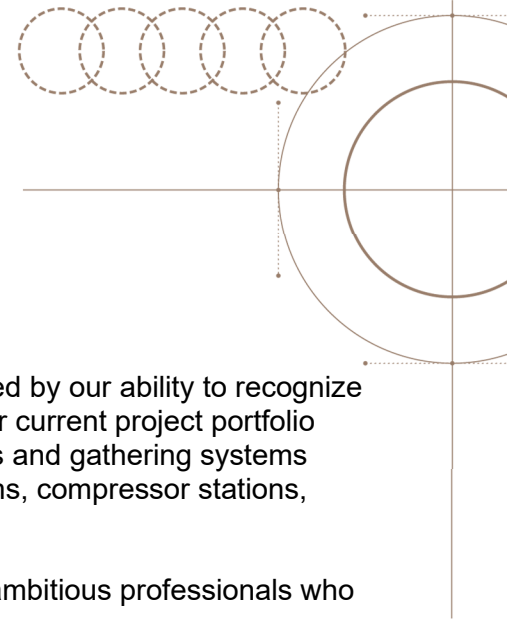 ed by our ability to recognize
r current project portfolio
s and gathering systems
ns, compressor stations,
ambitious professionals who